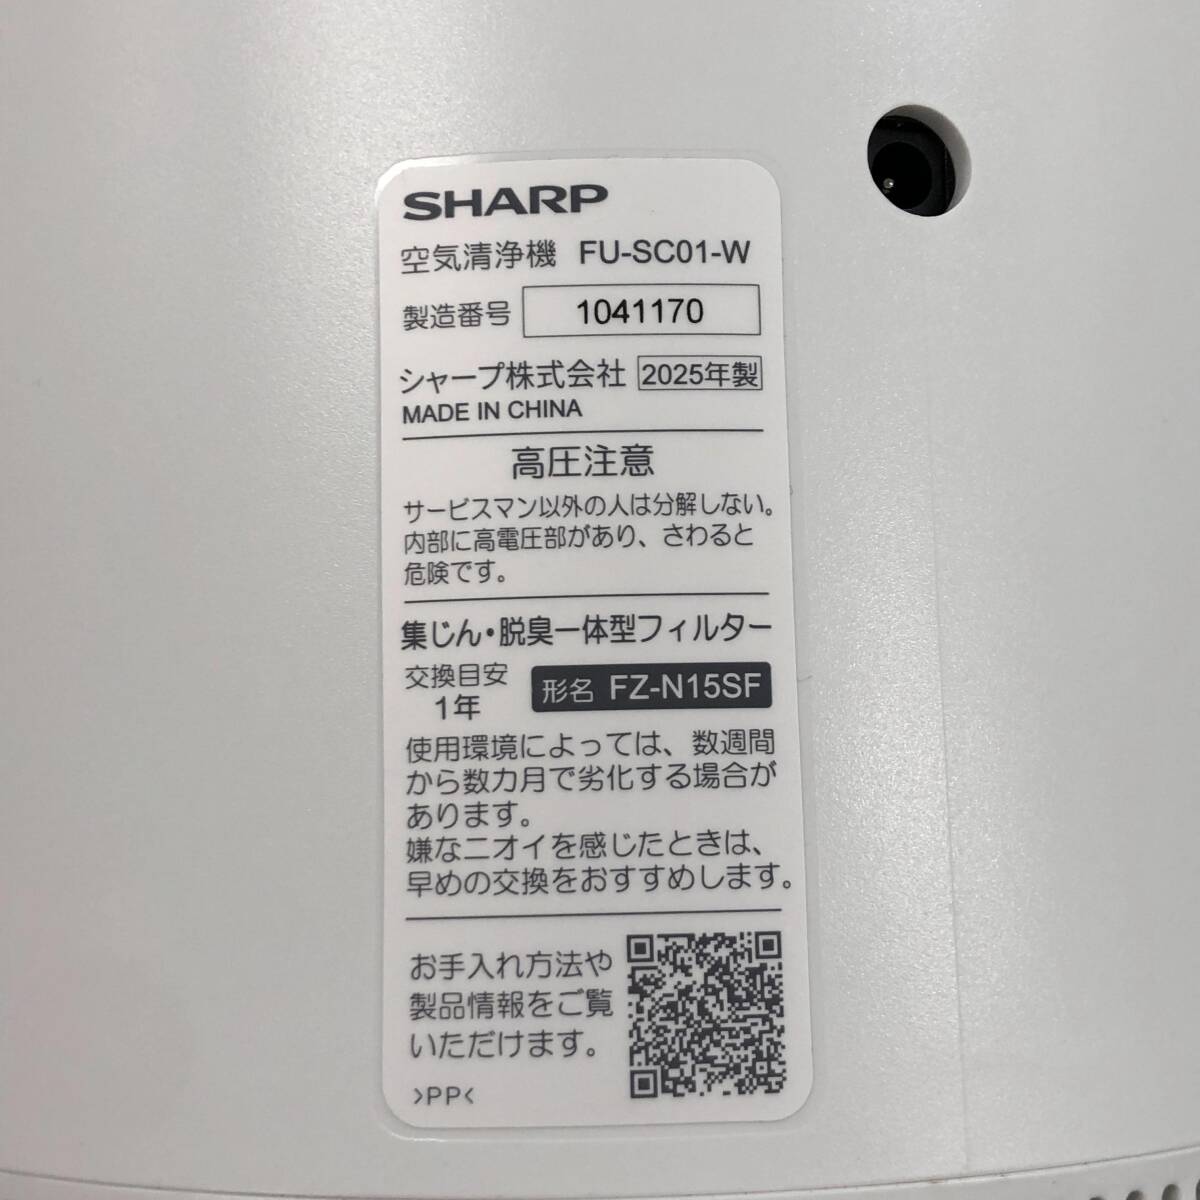 SHARP
空気清浄機 FU-SC01-W
製造番号 1041170
シャープ株式会社 2025年製
MADE IN CHINA
高圧注意
サービスマン以外の人は分解しない。
内部に高電圧部があり、さわると
危険です。
集じん・脱臭一体型フィルター
交換目安
1年
形名 FZ-N15SF
使用環境によっては、数週間
から数カ月で劣化する場合が
あります。
嫌なニオイを感じたときは、
早めの交換をおすすめします。
お手入れ方法や
製品情報をご覧
いただけます。
>PP<